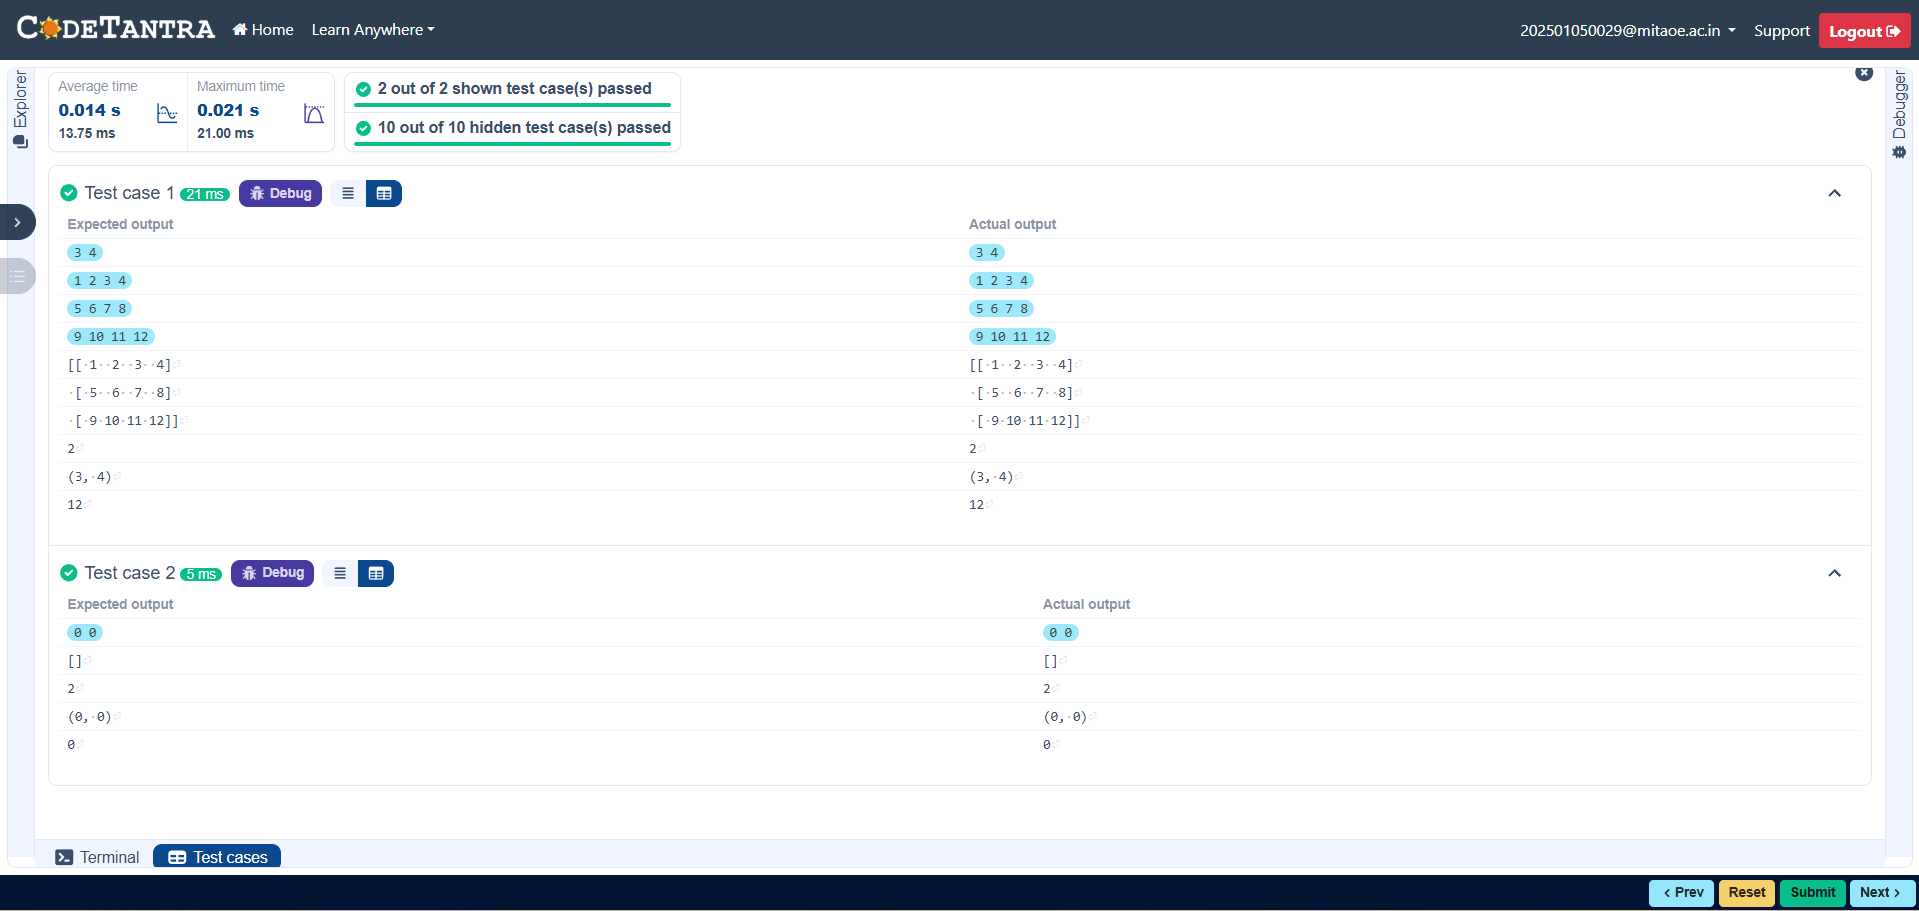 CODETANTRA Home Learn Anywhere 202501050029@mitaoe.ac.in Support Logout
Explorer
Debugger
Average time Maximum time
0.014 s 0.021 s
13.75 ms 21.00 ms
2 out of 2 shown test case(s) passed
10 out of 10 hidden test case(s) passed
Test case 1 21 ms Debug
Expected output Actual output
3 4 3 4
1 2 3 4 1 2 3 4
5 6 7 8 5 6 7 8
9 10 11 12 9 10 11 12
[[·1··2··3··4] [[·1··2··3··4]
·[·5··6··7··8] ·[·5··6··7··8]
·[·9·10·11·12]] ·[·9·10·11·12]]
2 2
(3,·4) (3,·4)
12 12
Test case 2 5 ms Debug
Expected output Actual output
0 0 0 0
[] []
2 2
(0,·0) (0,·0)
0 0
Terminal Test cases
Prev Reset Submit Next